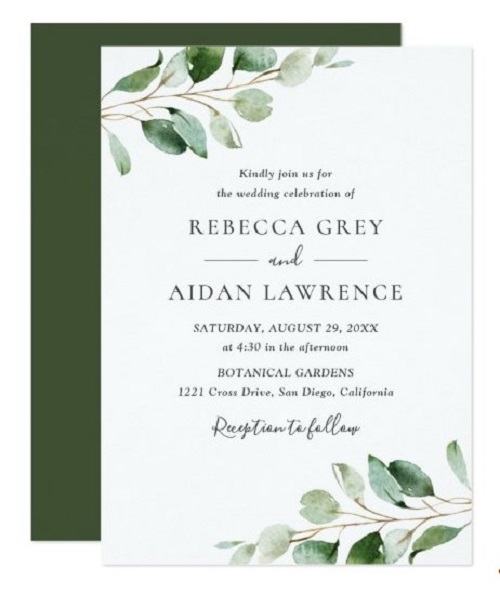 Kindly join us for
the wedding celebration of
REBECCA GREY
and
AIDAN LAWRENCE
SATURDAY, AUGUST 29, 20XX
at 4:30 in the afternoon
BOTANICAL GARDENS
1221 Cross Drive, San Diego, California
Reception to follow